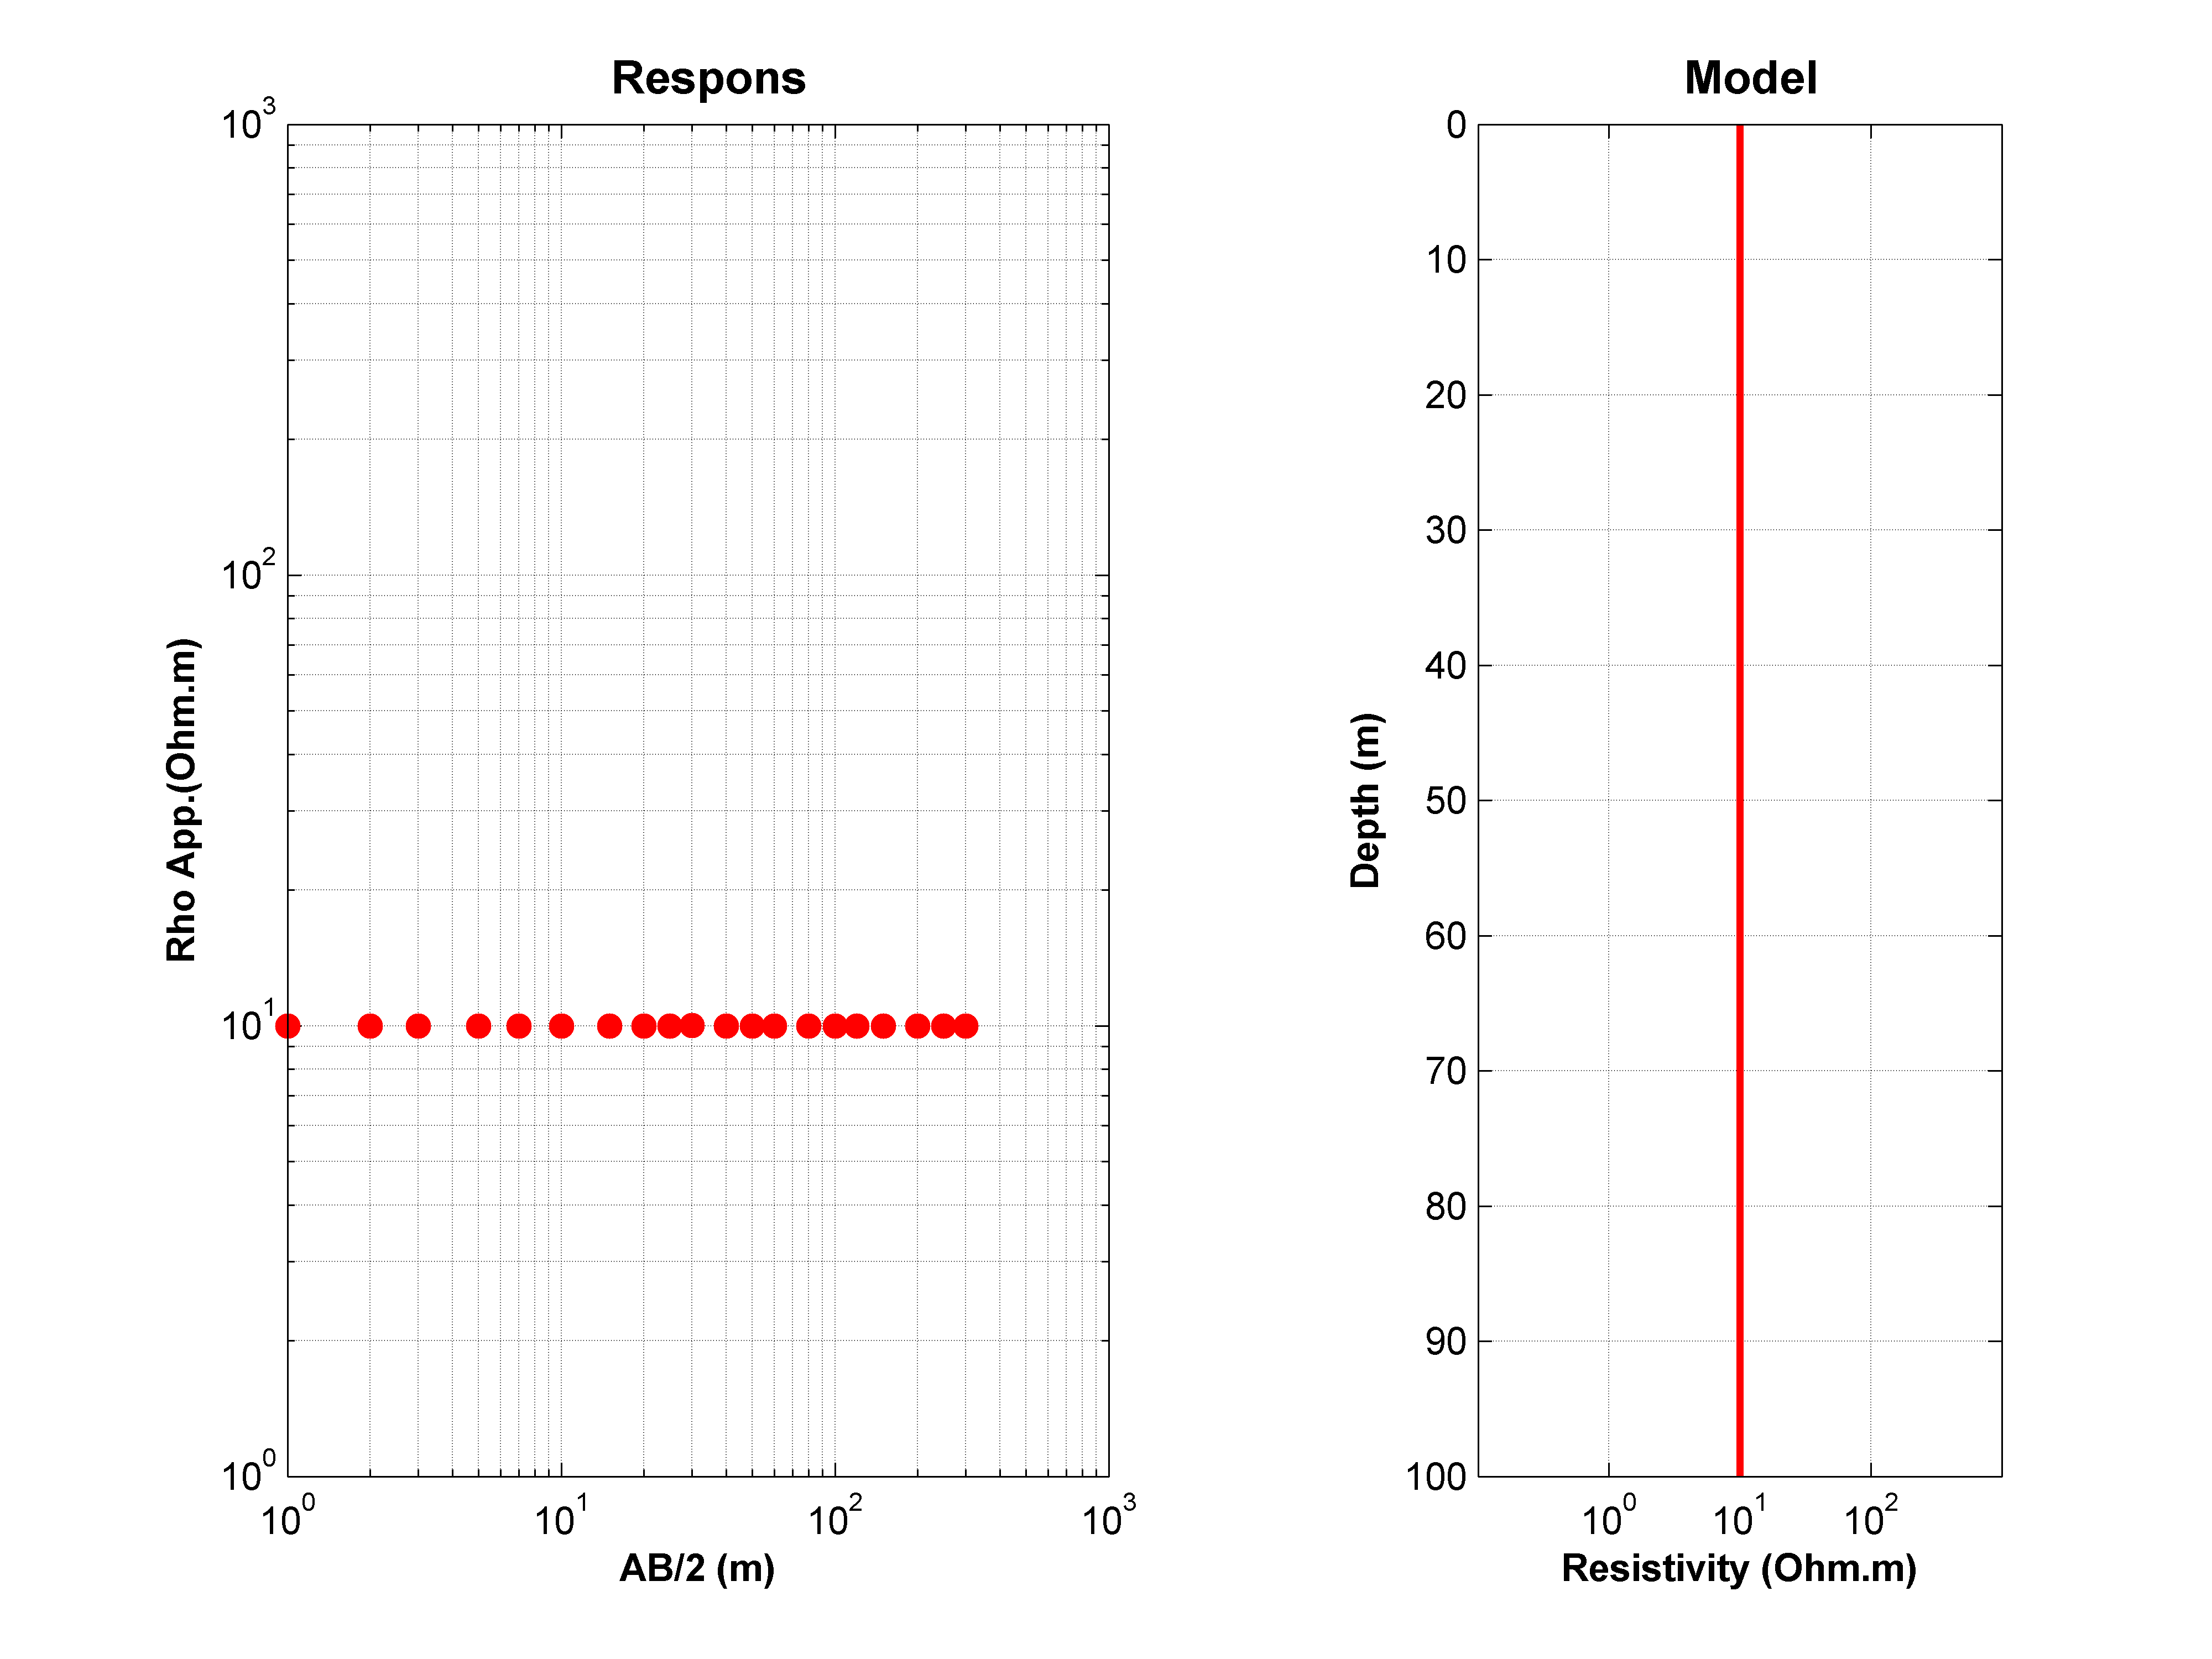 Respons
10^3
10^2
10^1
10^0
Rho App.(Ohm.m)
10^0 10^1 10^2 10^3
AB/2 (m)
Model
0
10
20
30
40
50
60
70
80
90
100
Depth (m)
10^0 10^1 10^2
Resistivity (Ohm.m)